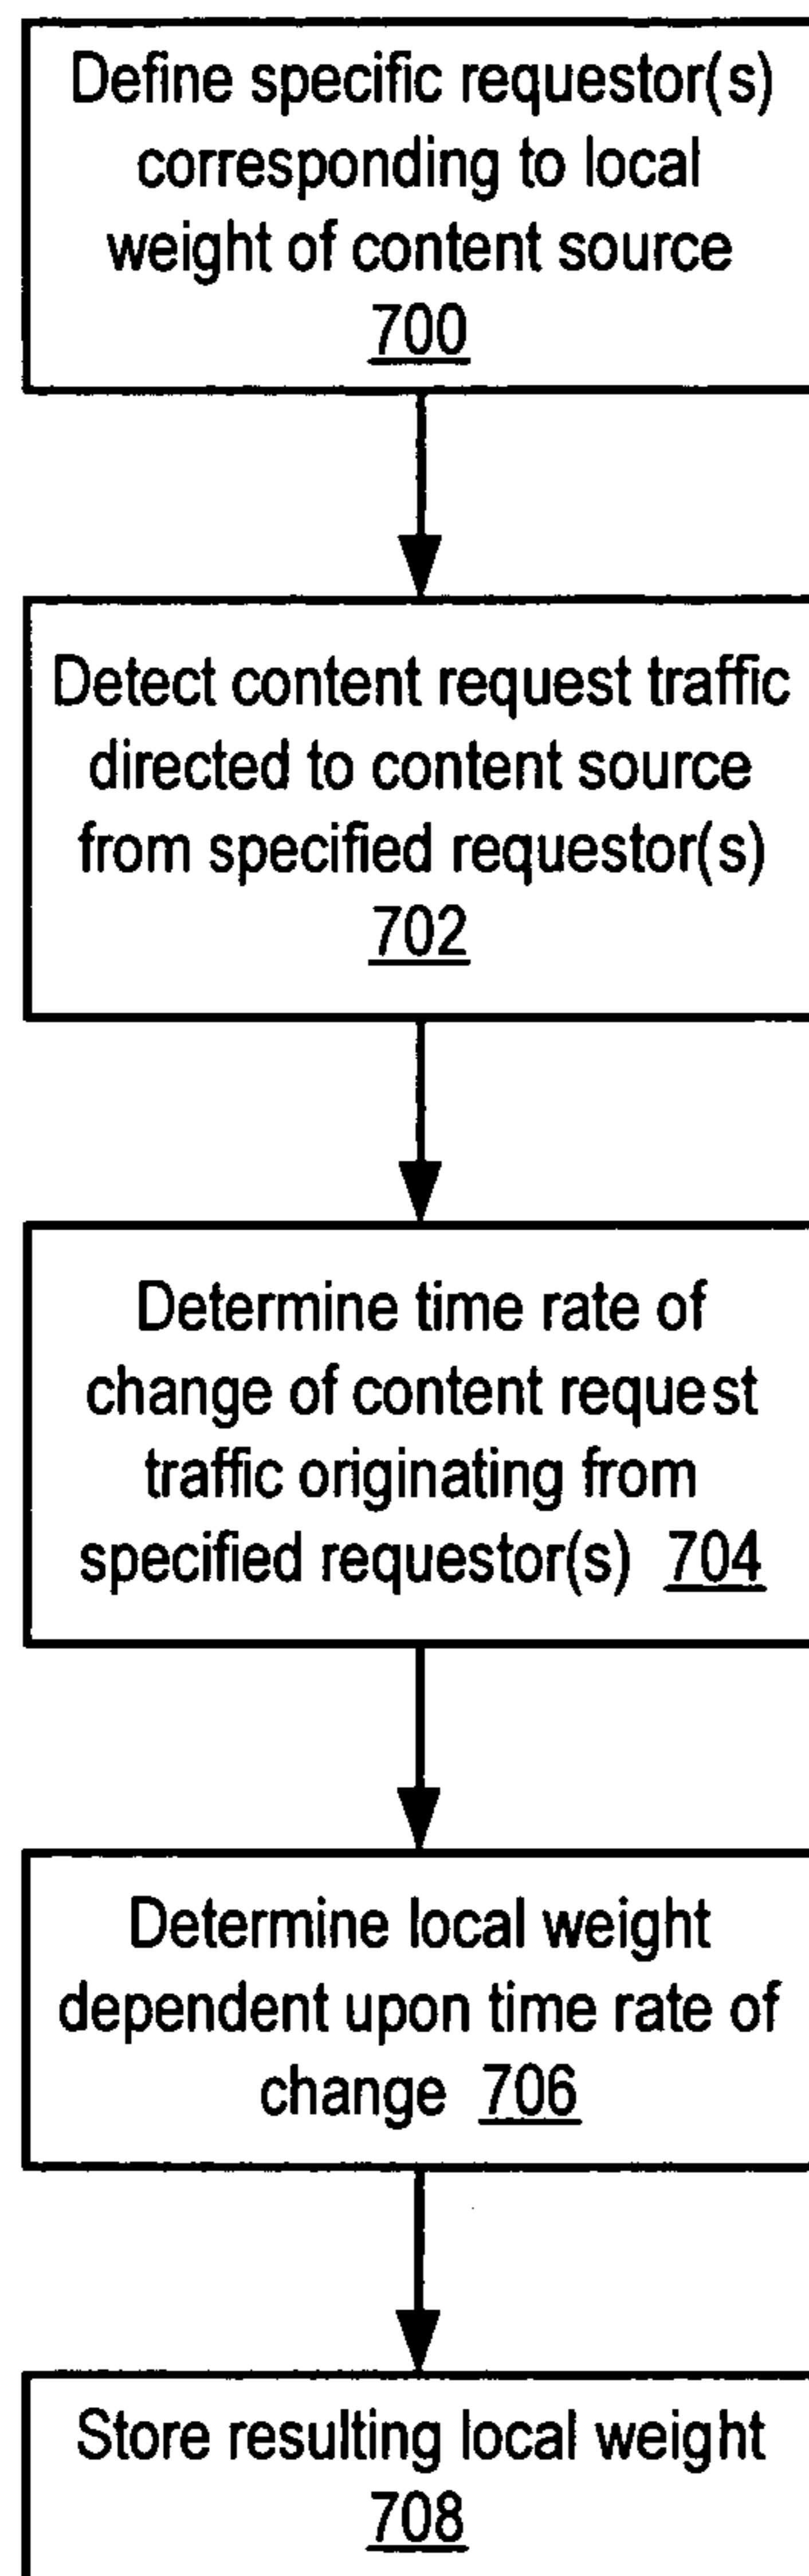 Define specific requestor(s)
corresponding to local
weight of content source
700
Detect content request traffic
directed to content source
from specified requestor(s)
702
Determine time rate of
change of content request
traffic originating from
specified requestor(s) 704
Determine local weight
dependent upon time rate of
change 706
Store resulting local weight
708